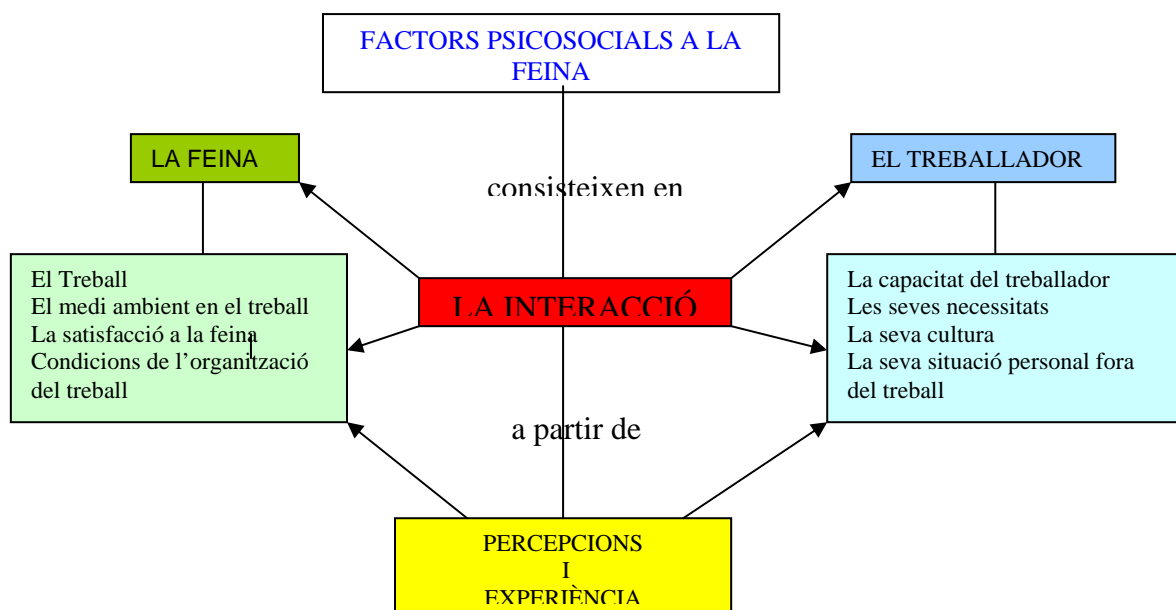 FACTORS PSICOSOCIALS A LA
FEINA
LA FEINA
EL TREBALLADOR
consisteixen en
El Treball
El medi ambient en el treball
La satisfacció a la feina
Condicions de l’organització
del treball
LA INTERACCIÓ
La capacitat del treballador
Les seves necessitats
La seva cultura
La seva situació personal fora
del treball
a partir de
PERCEPCIONS
I
EXPERIÈNCIA